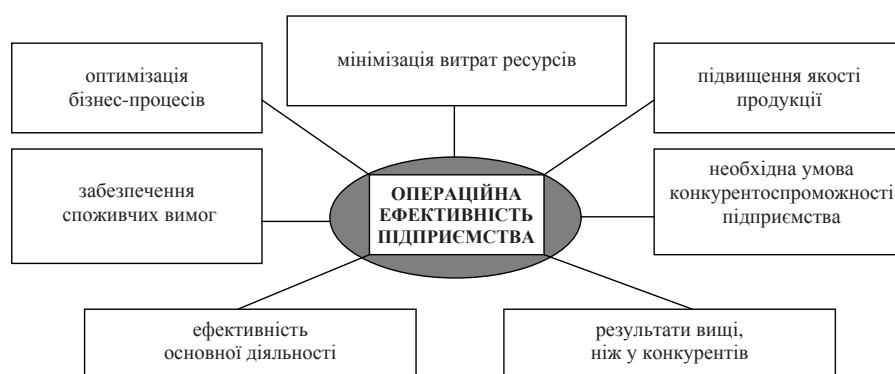 оптимізація
бізнес-процесів
мінімізація витрат ресурсів
підвищення якості
продукції
забезпечення
споживчих вимог
ОПЕРАЦІЙНА
ЕФЕКТИВНІСТЬ
ПІДПРИЄМСТВА
необхідна умова
конкурентоспроможності
підприємства
ефективність
основної діяльності
результати вищі,
ніж у конкурентів